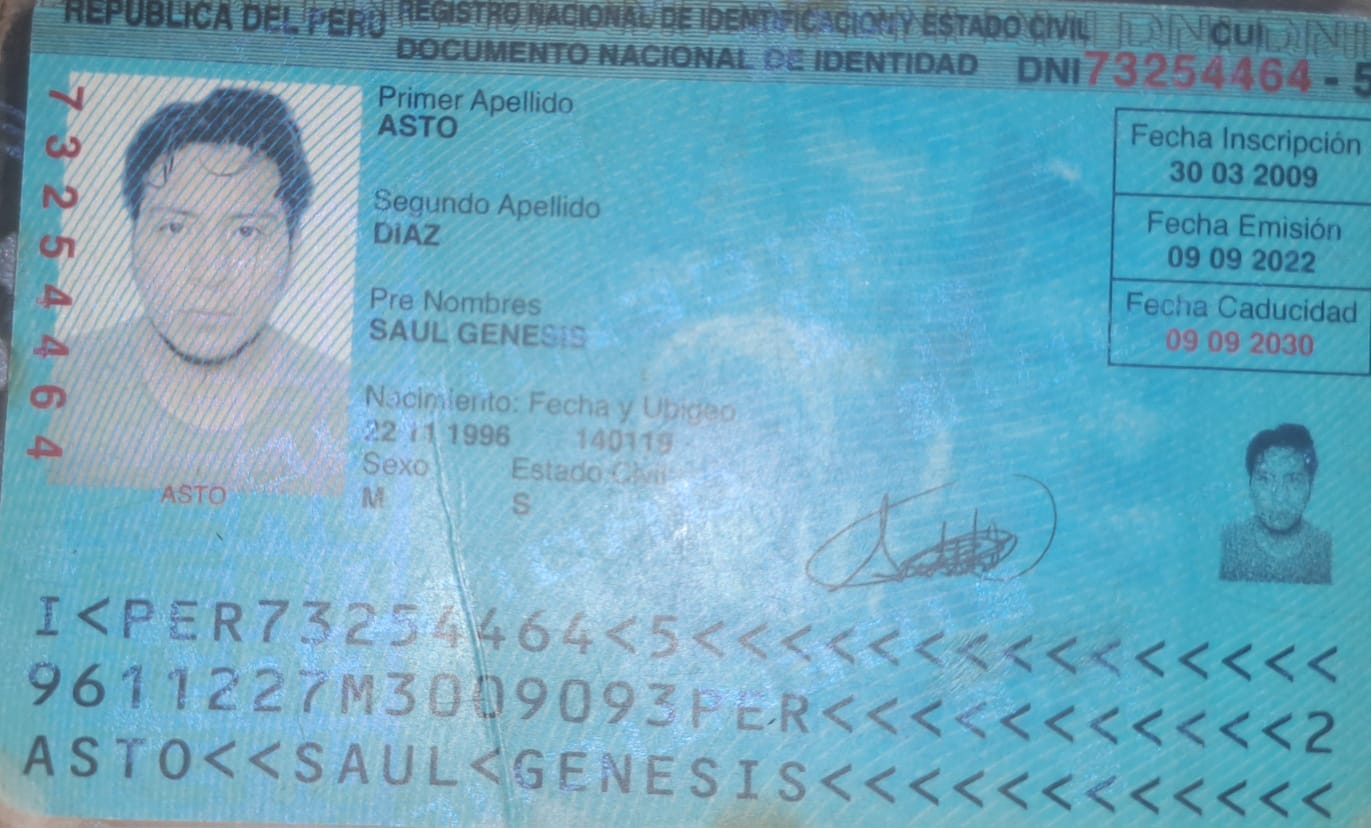 REPUBLICA DEL PERÚ REGISTRO NACIONAL DE IDENTIFICACION Y ESTADO CIVIL CUI
DOCUMENTO NACIONAL DE IDENTIDAD DNI 73254464 - 5
73254464
Primer Apellido
ASTO
Segundo Apellido
DIAZ
Pre Nombres
SAUL GENESIS
Nacimiento: Fecha y Ubigeo
22 11 1996 140119
Sexo Estado Civil
M S
ASTO
Fecha Inscripción
30 03 2009
Fecha Emisión
09 09 2022
Fecha Caducidad
09 09 2030
I<PER73254464<5<<<<<<<<<<<<<<<
9611227M3009093PER<<<<<<<<<<<2
ASTO<<SAUL<GENESIS<<<<<<<<<<<<